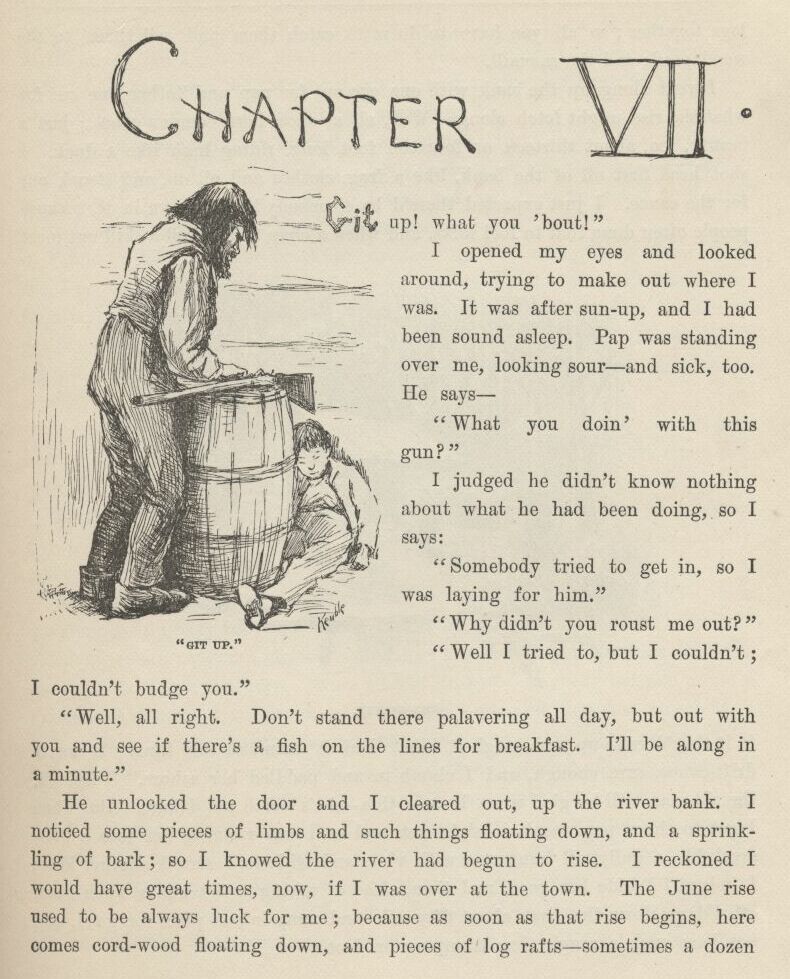 CHAPTER VII.
Git up! what you 'bout!"
I opened my eyes and looked
around, trying to make out where I
was. It was after sun-up, and I had
been sound asleep. Pap was standing
over me, looking sour—and sick, too.
He says—
"What you doin' with this
gun?"
I judged he didn't know nothing
about what he had been doing, so I
says:
"Somebody tried to get in, so I
was laying for him."
"Why didn't you roust me out?"
"Well I tried to, but I couldn't;
Kemble
"GIT UP."
I couldn't budge you."
"Well, all right. Don't stand there palavering all day, but out with
you and see if there's a fish on the lines for breakfast. I'll be along in
a minute."
He unlocked the door and I cleared out, up the river bank. I
noticed some pieces of limbs and such things floating down, and a sprink-
ling of bark; so I knowed the river had begun to rise. I reckoned I
would have great times, now, if I was over at the town. The June rise
used to be always luck for me; because as soon as that rise begins, here
comes cord-wood floating down, and pieces of log rafts—sometimes a dozen